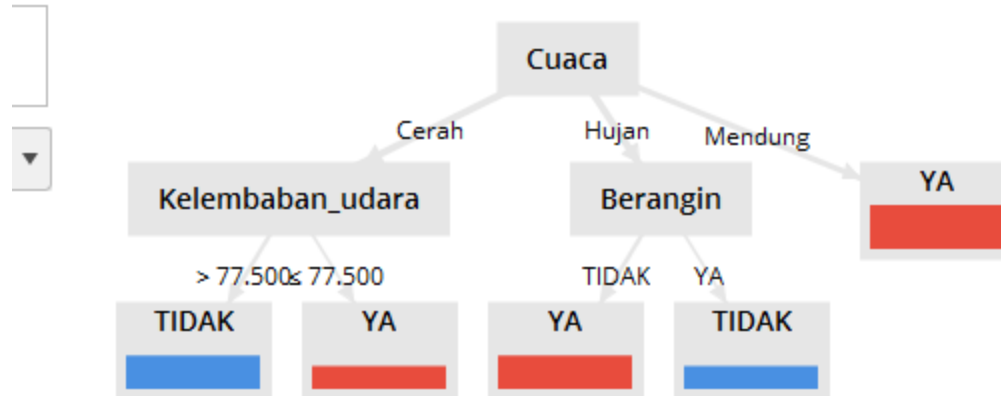 Cuaca
Cerah Hujan Mendung
Kelembaban_udara Berangin YA
> 77.500 ≤ 77.500 TIDAK YA
TIDAK YA YA TIDAK